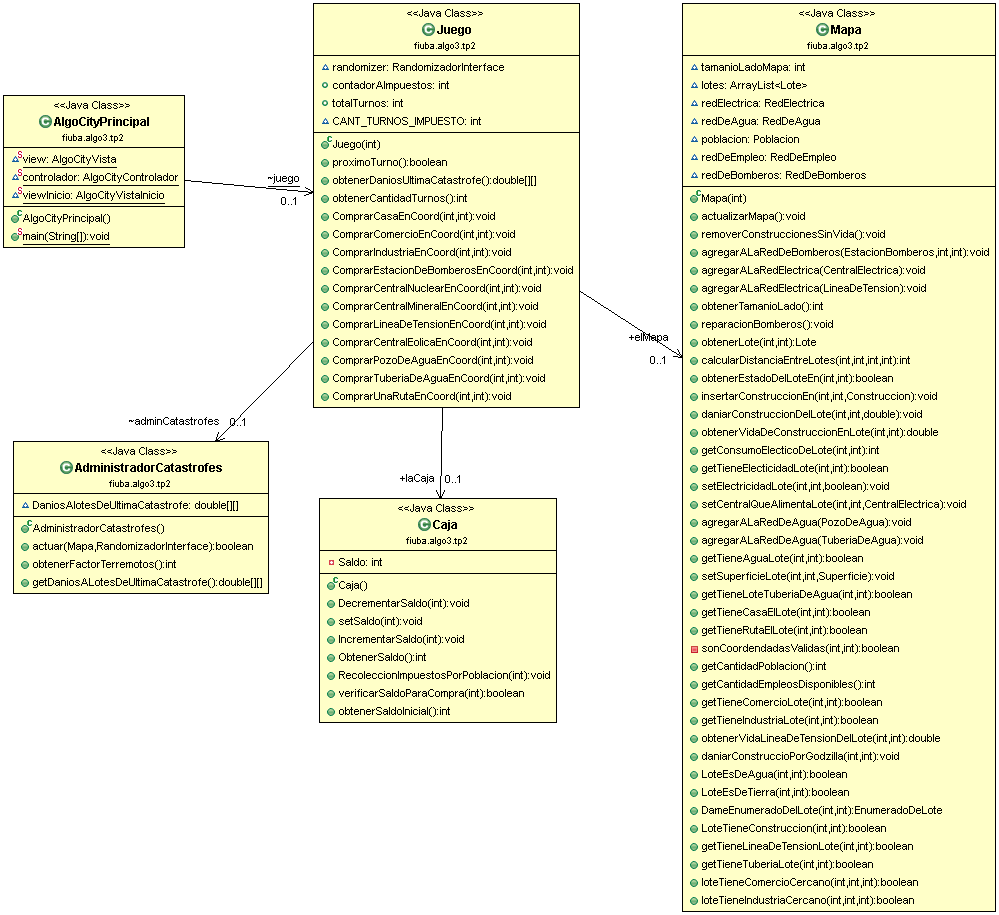 <<Java Class>>
AlgoCityPrincipal
fiuba.algo3.tp2
view: AlgoCityVista
controlador: AlgoCityControlador
viewInicio: AlgoCityVistaInicio
AlgoCityPrincipal()
main(String[]):void
~juego
0..1
<<Java Class>>
Juego
fiuba.algo3.tp2
randomizer: RandomizadorInterface
contadorAImpuestos: int
totalTurnos: int
CANT_TURNOS_IMPUESTO: int
Juego(int)
proximoTurno():boolean
obtenerDaniosUltimaCatastrofe():double[][]
obtenerCantidadTurnos():int
ComprarCasaEnCoord(int,int):void
ComprarComercioEnCoord(int,int):void
ComprarIndustriaEnCoord(int,int):void
ComprarEstacionDeBomberosEnCoord(int,int):void
ComprarCentralNuclearEnCoord(int,int):void
ComprarCentralMineralEnCoord(int,int):void
ComprarLineaDeTensionEnCoord(int,int):void
ComprarCentralEolicaEnCoord(int,int):void
ComprarPozoDeAguaEnCoord(int,int):void
ComprarTuberiaDeAguaEnCoord(int,int):void
ComprarUnaRutaEnCoord(int,int):void
~adminCatastrofes
0..1
<<Java Class>>
AdministradorCatastrofes
fiuba.algo3.tp2
DaniosAlotesDeUltimaCatastrofe: double[][]
AdministradorCatastrofes()
actuar(Mapa,RandomizadorInterface):boolean
obtenerFactorTerremotos():int
getDaniosALotesDeUltimaCatastrofe():double[][]
+laCaja
0..1
<<Java Class>>
Caja
fiuba.algo3.tp2
Saldo: int
Caja()
DecrementarSaldo(int):void
setSaldo(int):void
IncrementarSaldo(int):void
ObtenerSaldo():int
RecoleccionImpuestosPorPoblacion(int):void
verificarSaldoParaCompra(int):boolean
obtenerSaldoInicial():int
+elMapa
0..1
<<Java Class>>
Mapa
fiuba.algo3.tp2
tamanioLadoMapa: int
lotes: ArrayList<Lote>
redElectrica: RedElectrica
redDeAgua: RedDeAgua
poblacion: Poblacion
redDeEmpleo: RedDeEmpleo
redDeBomberos: RedDeBomberos
Mapa(int)
actualizarMapa():void
removerConstruccionesSinVida():void
agregarALaRedDeBomberos(EstacionBomberos,int,int):void
agregarALaRedElectrica(CentralElectrica):void
agregarALaRedElectrica(LineaDeTension):void
obtenerTamanioLado():int
reparacionBomberos():void
obtenerLote(int,int):Lote
calcularDistanciaEntreLotes(int,int,int,int):int
obtenerEstadoDelLoteEn(int,int):boolean
insertarConstruccionEn(int,int,Construccion):void
daniarConstruccionDelLote(int,int,double):void
obtenerVidaDeConstruccionEnLote(int,int):double
getConsumoElecticoDeLote(int,int):int
getTieneElecticidadLote(int,int):boolean
setElectricidadLote(int,int,boolean):void
setCentralQueAlimentaLote(int,int,CentralElectrica):void
agregarALaRedDeAgua(PozoDeAgua):void
agregarALaRedDeAgua(TuberiaDeAgua):void
getTieneAguaLote(int,int):boolean
setSuperficieLote(int,int,Superficie):void
getTieneLoteTuberiaDeAgua(int,int):boolean
getTieneCasaElLote(int,int):boolean
getTieneRutaElLote(int,int):boolean
sonCoordendadasValidas(int,int):boolean
getCantidadPoblacion():int
getCantidadEmpleosDisponibles():int
getTieneComercioLote(int,int):boolean
getTieneIndustriaLote(int,int):boolean
obtenerVidaLineaDeTensionDelLote(int,int):double
daniarConstruccioPorGodzilla(int,int):void
LoteEsDeAgua(int,int):boolean
LoteEsDeTierra(int,int):boolean
DameEnumeradoDelLote(int,int):EnumeradoDeLote
LoteTieneConstruccion(int,int):boolean
getTieneLineaDeTensionLote(int,int):boolean
getTieneTuberiaLote(int,int):boolean
loteTieneComercioCercano(int,int,int):boolean
loteTieneIndustriaCercano(int,int,int):boolean